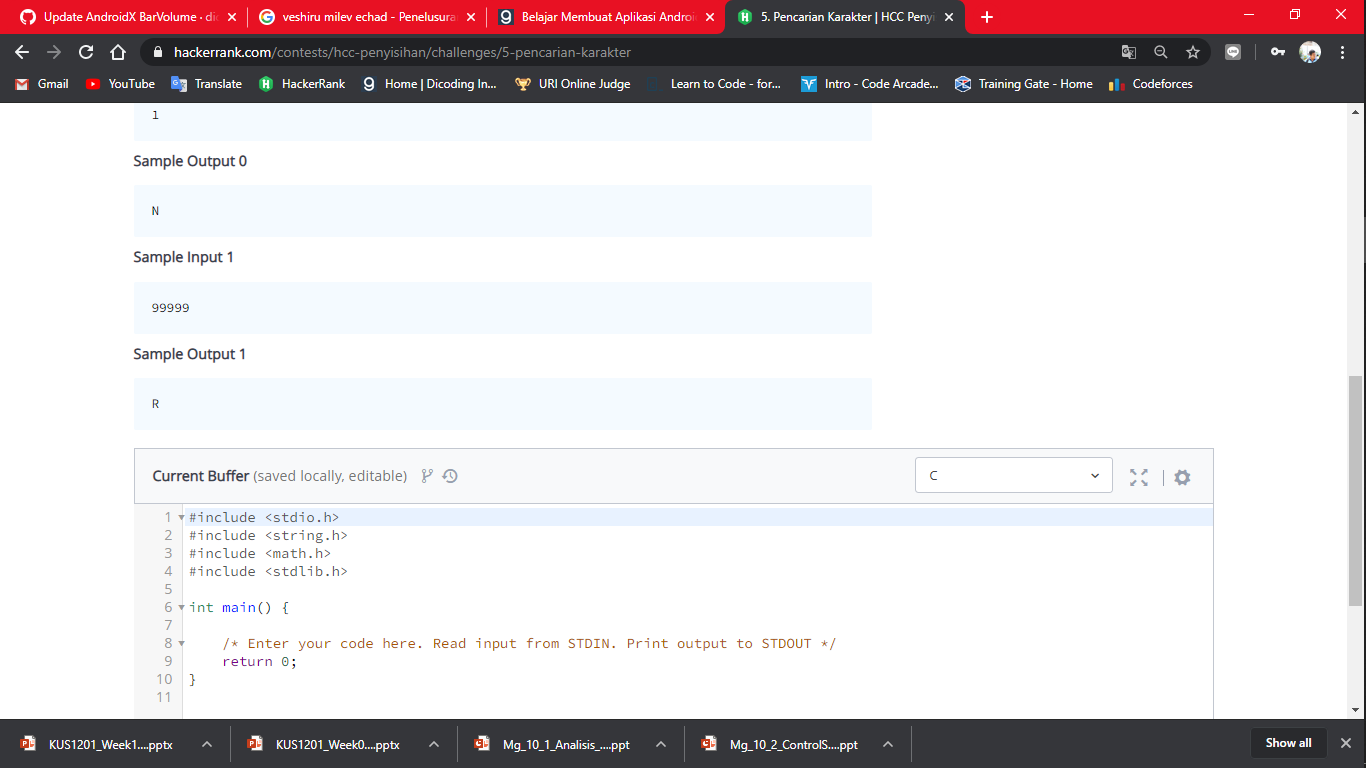 Update AndroidX BarVolume · dic
veshiru milev echad - Penelusura
Belajar Membuat Aplikasi Androi
5. Pencarian Karakter | HCC Penyi
hackerrank.com/contests/hcc-penyisihan/challenges/5-pencarian-karakter
Gmail
YouTube
Translate
HackerRank
Home | Dicoding In...
URI Online Judge
Learn to Code - for...
Intro - Code Arcade...
Training Gate - Home
Codeforces
1
Sample Output 0
N
Sample Input 1
99999
Sample Output 1
R
Current Buffer (saved locally, editable)
C
1 #include <stdio.h>
2 #include <string.h>
3 #include <math.h>
4 #include <stdlib.h>
5
6 int main() {
7
8 /* Enter your code here. Read input from STDIN. Print output to STDOUT */
9 return 0;
10 }
11
KUS1201_Week1....pptx
KUS1201_Week0....pptx
Mg_10_1_Analisis_....ppt
Mg_10_2_ControlS....ppt
Show all